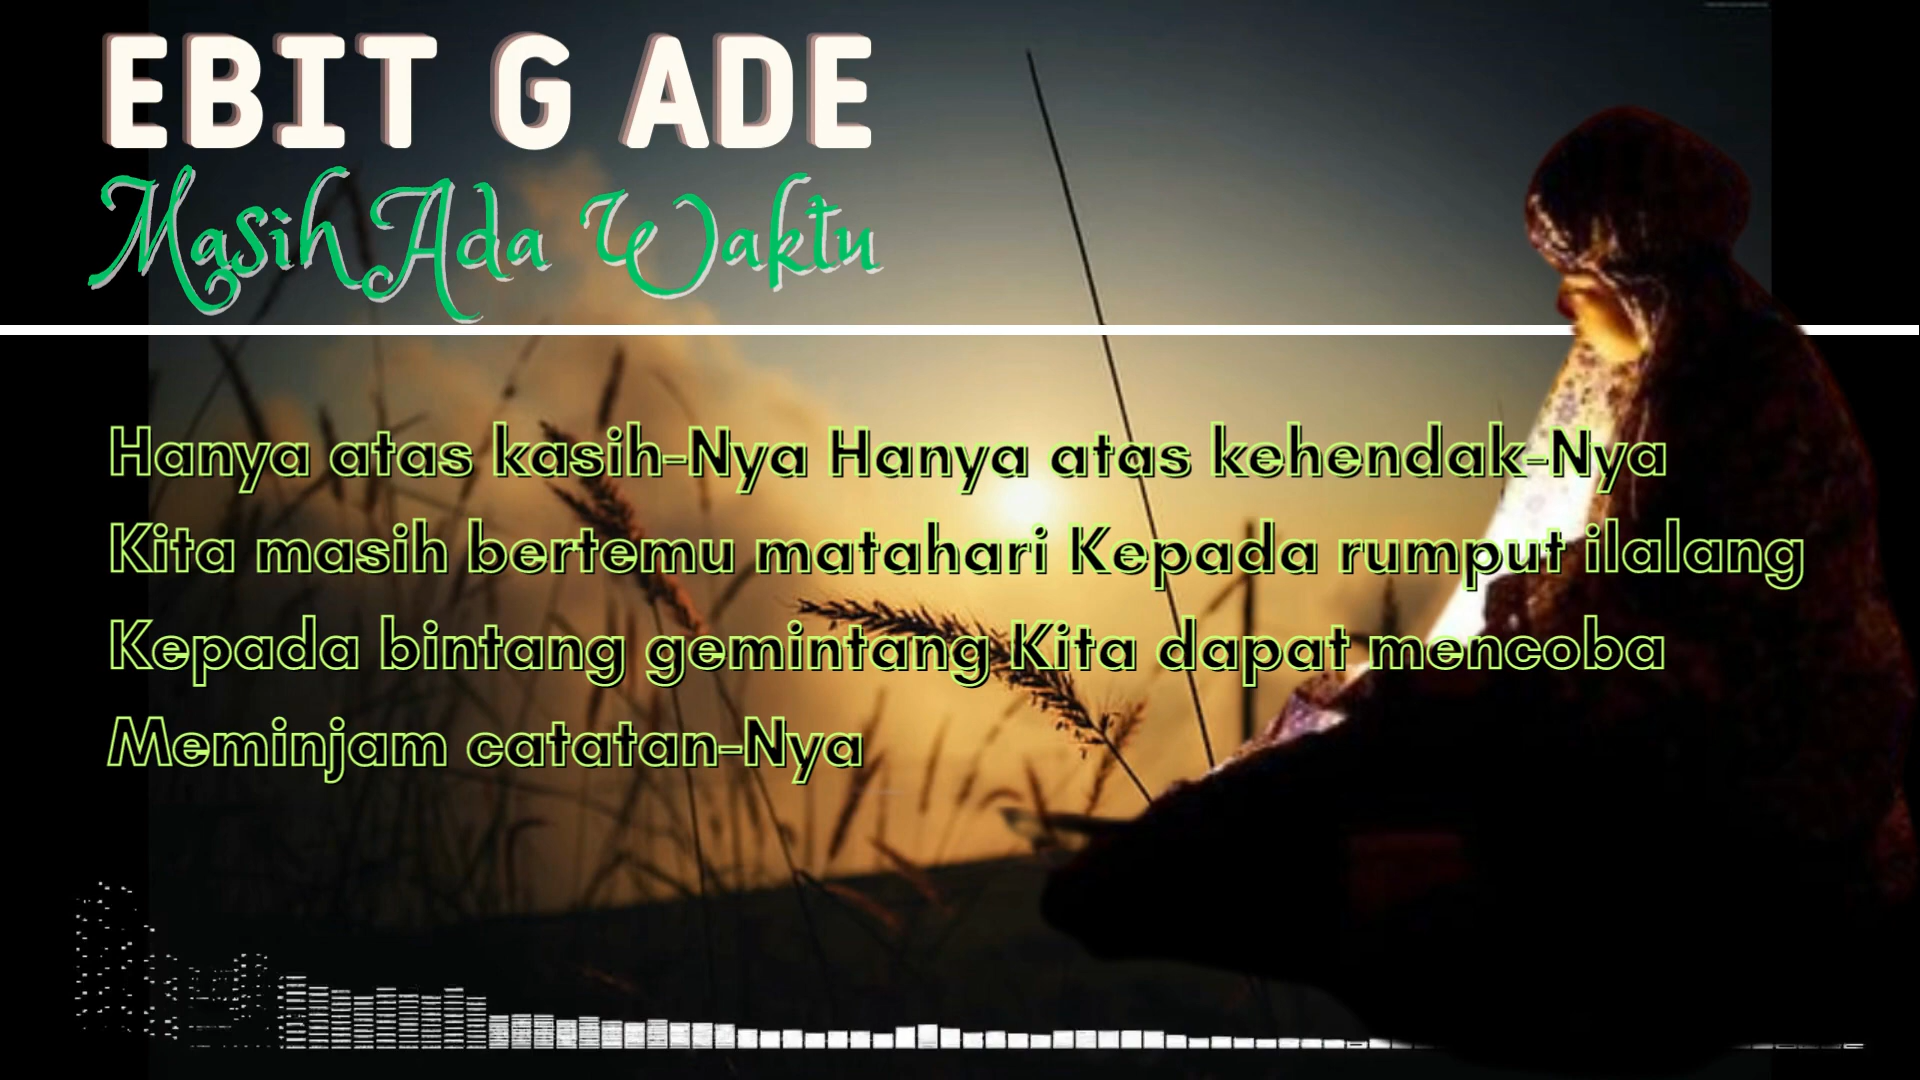 EBIT G ADE
Masih Ada Waktu
Hanya atas kasih-Nya Hanya atas kehendak-Nya
Kita masih bertemu matahari Kepada rumput ilalang
Kepada bintang gemintang Kita dapat mencoba
Meminjam catatan-Nya